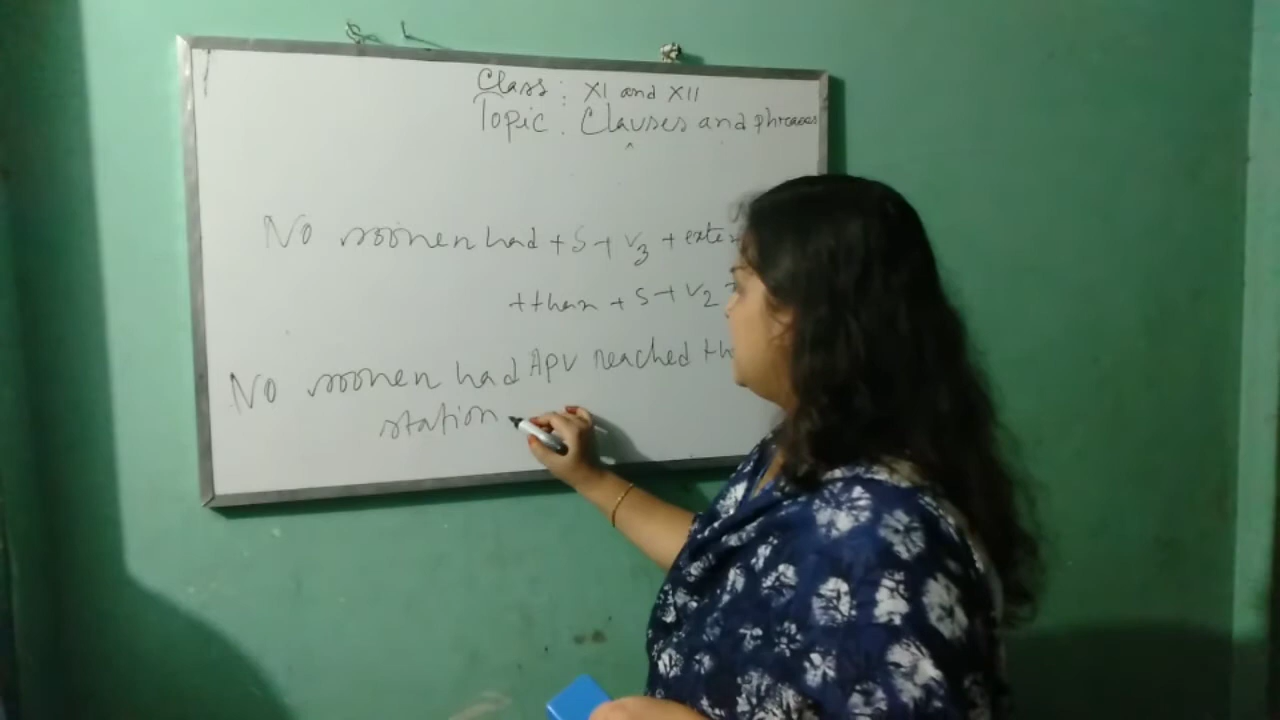 Class: XI and XII
Topic: Clauses and phrases
No sooner had + S + V3 + exten
+ than + S + V2 +
No sooner had Apu reached th
station